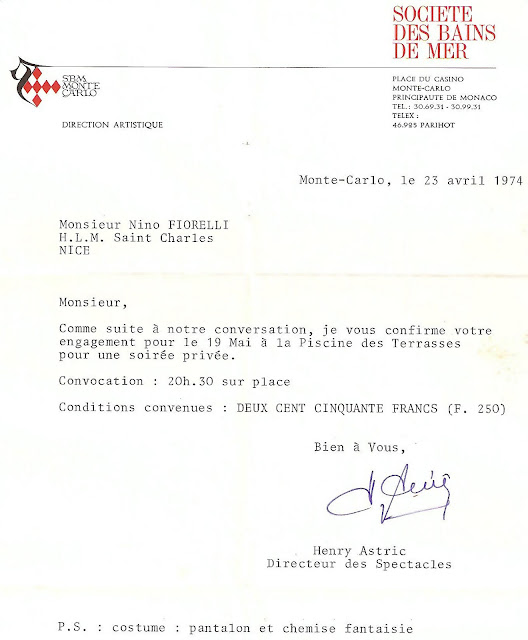 SOCIETE
DES BAINS
DE MER
SBM
MONTE
CARLO
PLACE DU CASINO
MONTE-CARLO
PRINCIPAUTE DE MONACO
TEL.: 30.69.31 - 30.99.31
TELEX :
46.925 PARIHOT
DIRECTION ARTISTIQUE
Monte-Carlo, le 23 avril 1974
Monsieur Nino FIORELLI
H.L.M. Saint Charles
NICE
Monsieur,
Comme suite à notre conversation, je vous confirme votre
engagement pour le 19 Mai à la Piscine des Terrasses
pour une soirée privée.
Convocation : 20h.30 sur place
Conditions convenues : DEUX CENT CINQUANTE FRANCS (F. 250)
Bien à Vous,
Henry Astric
Directeur des Spectacles
P.S. : costume : pantalon et chemise fantaisie